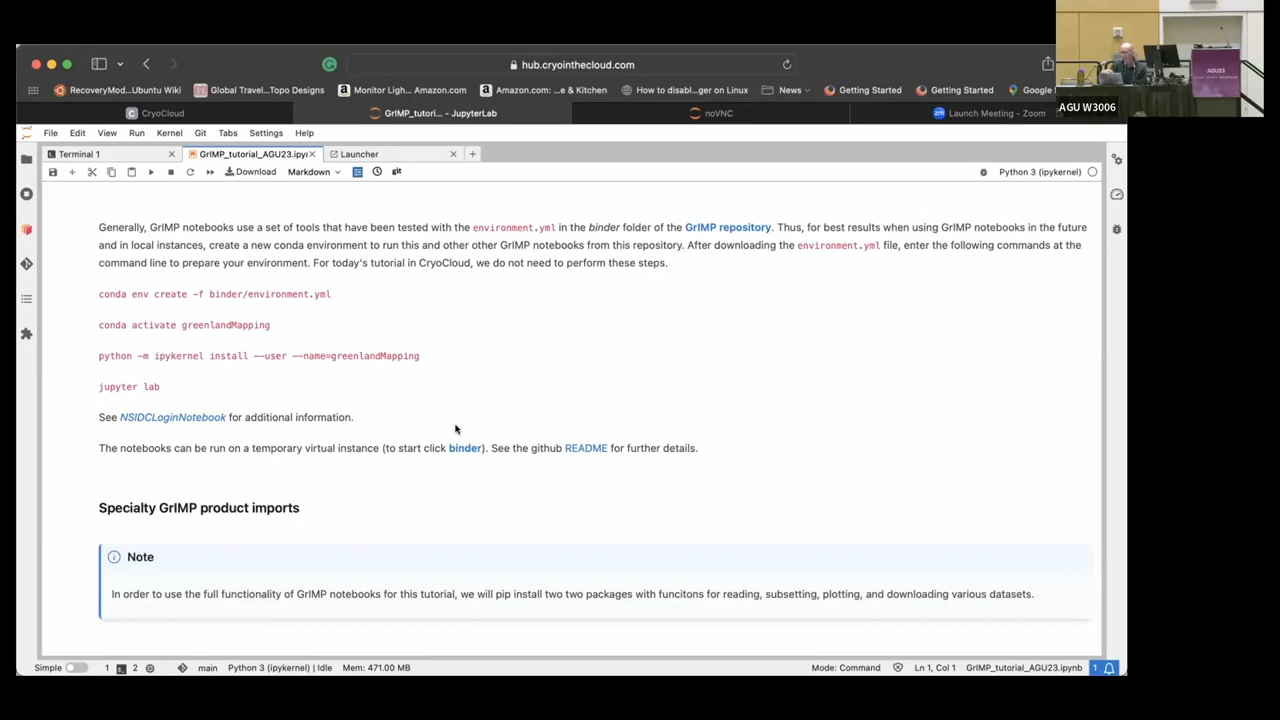 hub.cryointhecloud.com
RecoveryMod...Ubuntu Wiki
Global Travel...Topo Designs
Monitor Ligh... Amazon.com
Amazon.com: ...e & Kitchen
How to disabl...ger on Linux
News
Getting Started
Getting Started
Google
CryoCloud
GrIMP_tutori... - JupyterLab
noVNC
Launch Meeting - Zoom
AGU W3006
AGU23
File Edit View Run Kernel Git Tabs Settings Help
Terminal 1
GrIMP_tutorial_AGU23.ipyn
Launcher
Download
Markdown
git
Python 3 (ipykernel)
Generally, GrIMP notebooks use a set of tools that have been tested with the environment.yml in the binder folder of the GrIMP repository. Thus, for best results when using GrIMP notebooks in the future
and in local instances, create a new conda environment to run this and other other GrIMP notebooks from this repository. After downloading the environment.yml file, enter the following commands at the
command line to prepare your environment. For today's tutorial in CryoCloud, we do not need to perform these steps.
conda env create -f binder/environment.yml
conda activate greenlandMapping
python -m ipykernel install --user --name=greenlandMapping
jupyter lab
See NSIDCLoginNotebook for additional information.
The notebooks can be run on a temporary virtual instance (to start click binder). See the github README for further details.
Specialty GrIMP product imports
Note
In order to use the full functionality of GrIMP notebooks for this tutorial, we will pip install two two packages with funcitons for reading, subsetting, plotting, and downloading various datasets.
Simple 1 2 main Python 3 (ipykernel) | Idle Mem: 471.00 MB Mode: Command Ln 1, Col 1 GrIMP_tutorial_AGU23.ipynb 1